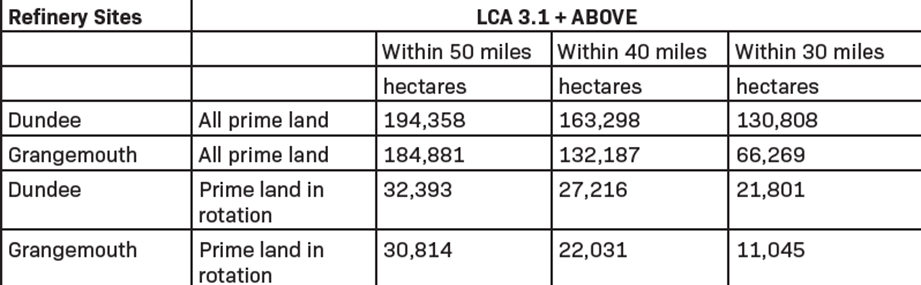 Refinery Sites LCA 3.1 + ABOVE
Within 50 miles Within 40 miles Within 30 miles
hectares hectares hectares
Dundee All prime land 194,358 163,298 130,808
Grangemouth All prime land 184,881 132,187 66,269
Dundee Prime land in 32,393 27,216 21,801
rotation
Grangemouth Prime land in 30,814 22,031 11,045
rotation